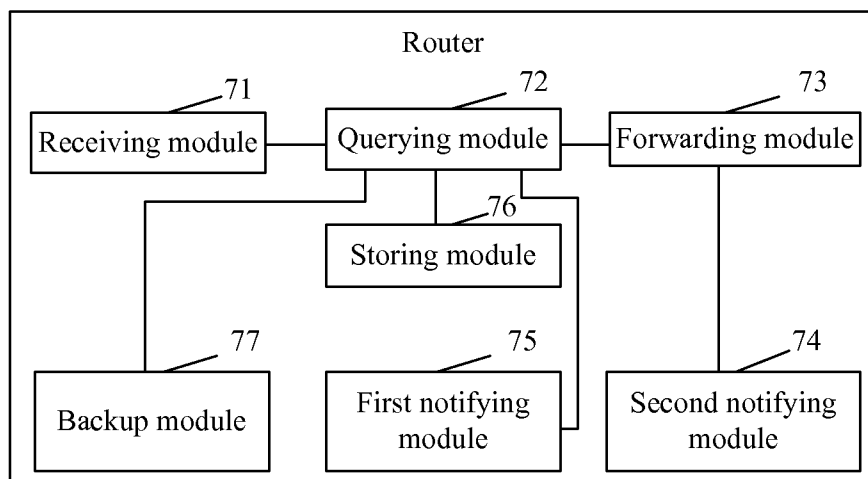 Router
71
72
73
Receiving module
Querying module
Forwarding module
76
Storing module
77
75
74
Backup module
First notifying
module
Second notifying
module